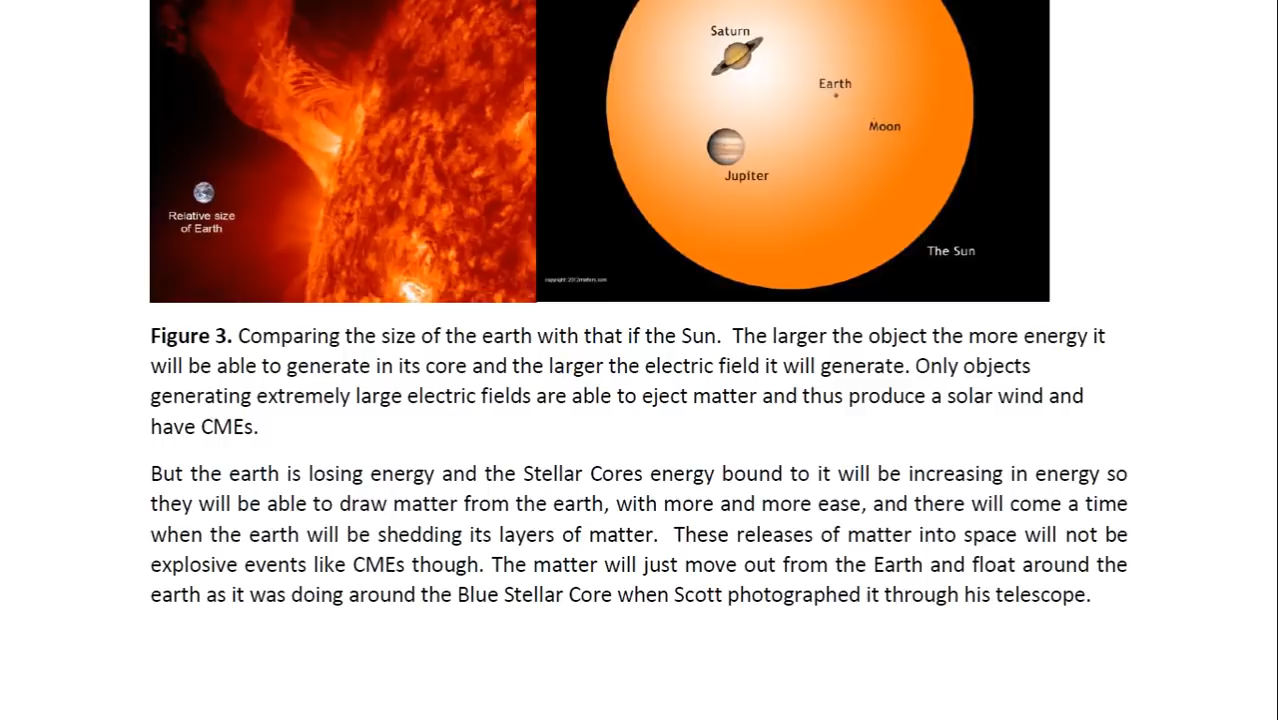 Saturn
Earth
Moon
Jupiter
Relative size
of Earth
The Sun
copyright 2012matters.com
Figure 3. Comparing the size of the earth with that if the Sun. The larger the object the more energy it
will be able to generate in its core and the larger the electric field it will generate. Only objects
generating extremely large electric fields are able to eject matter and thus produce a solar wind and
have CMEs.
But the earth is losing energy and the Stellar Cores energy bound to it will be increasing in energy so
they will be able to draw matter from the earth, with more and more ease, and there will come a time
when the earth will be shedding its layers of matter. These releases of matter into space will not be
explosive events like CMEs though. The matter will just move out from the Earth and float around the
earth as it was doing around the Blue Stellar Core when Scott photographed it through his telescope.